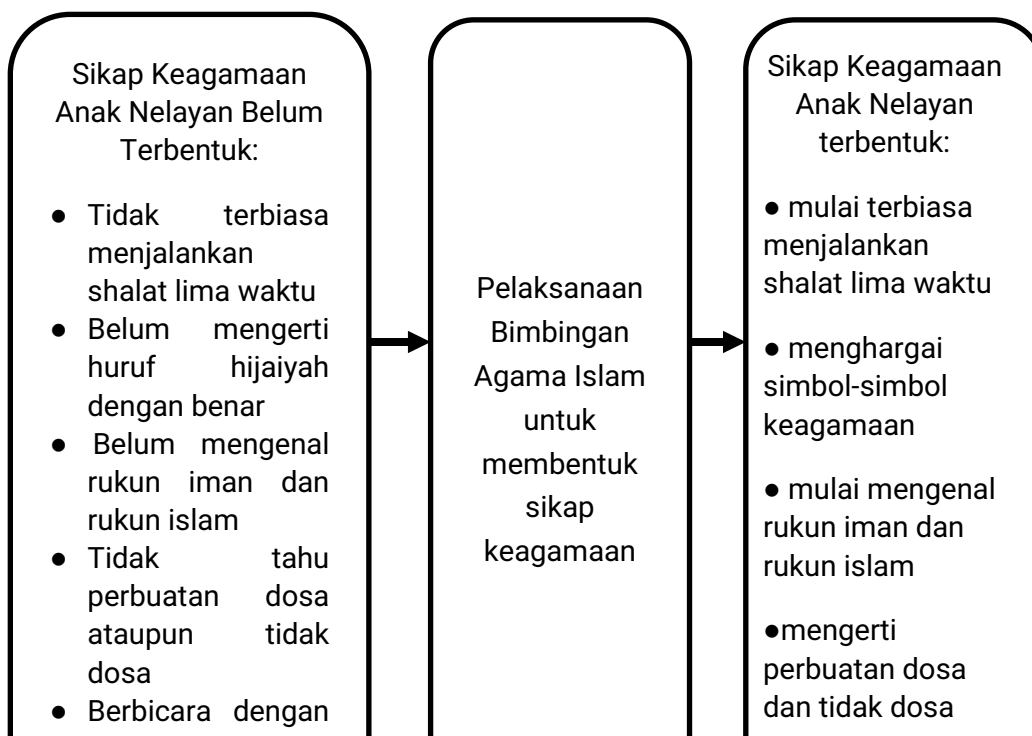 Sikap Keagamaan
Anak Nelayan Belum
Terbentuk:
● Tidak terbiasa
menjalankan
shalat lima waktu
● Belum mengerti
huruf hijaiyah
dengan benar
● Belum mengenal
rukun iman dan
rukun islam
● Tidak tahu
perbuatan dosa
ataupun tidak
dosa
● Berbicara dengan
Pelaksanaan
Bimbingan
Agama Islam
untuk
membentuk
sikap
keagamaan
Sikap Keagamaan
Anak Nelayan
terbentuk:
● mulai terbiasa
menjalankan
shalat lima waktu
● menghargai
simbol-simbol
keagamaan
● mulai mengenal
rukun iman dan
rukun islam
●mengerti
perbuatan dosa
dan tidak dosa